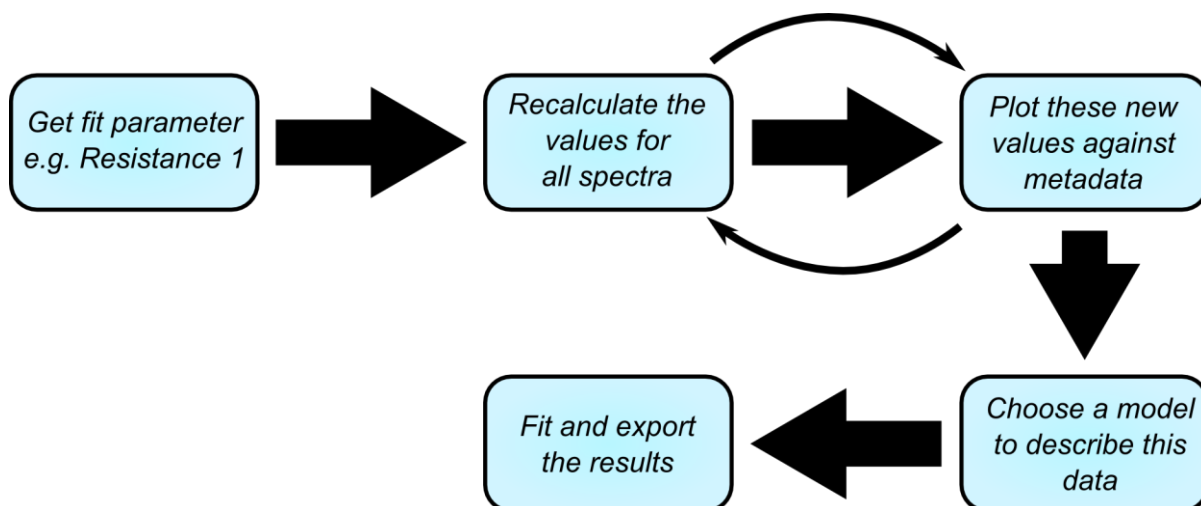 Get fit parameter
e.g. Resistance 1
Recalculate the
values for
all spectra
Plot these new
values against
metadata
Choose a model
to describe this
data
Fit and export
the results